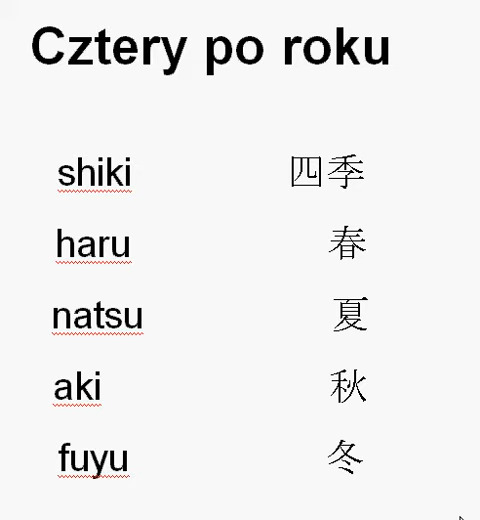 Cztery po roku
shiki 四季
haru 春
natsu 夏
aki 秋
fuyu 冬